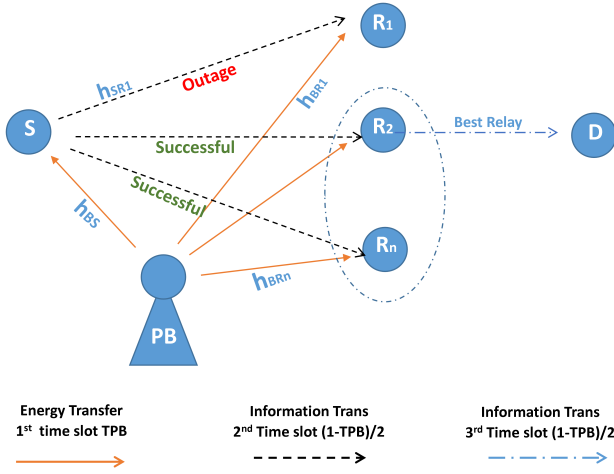 R1
hSR1
Outage
hBR1
S
R2
Best Relay
D
Successful
Successful
hBS
Rn
hBRn
PB
Energy Transfer
1st time slot TPB
Information Trans
2nd Time slot (1-TPB)/2
Information Trans
3rd Time slot (1-TPB)/2